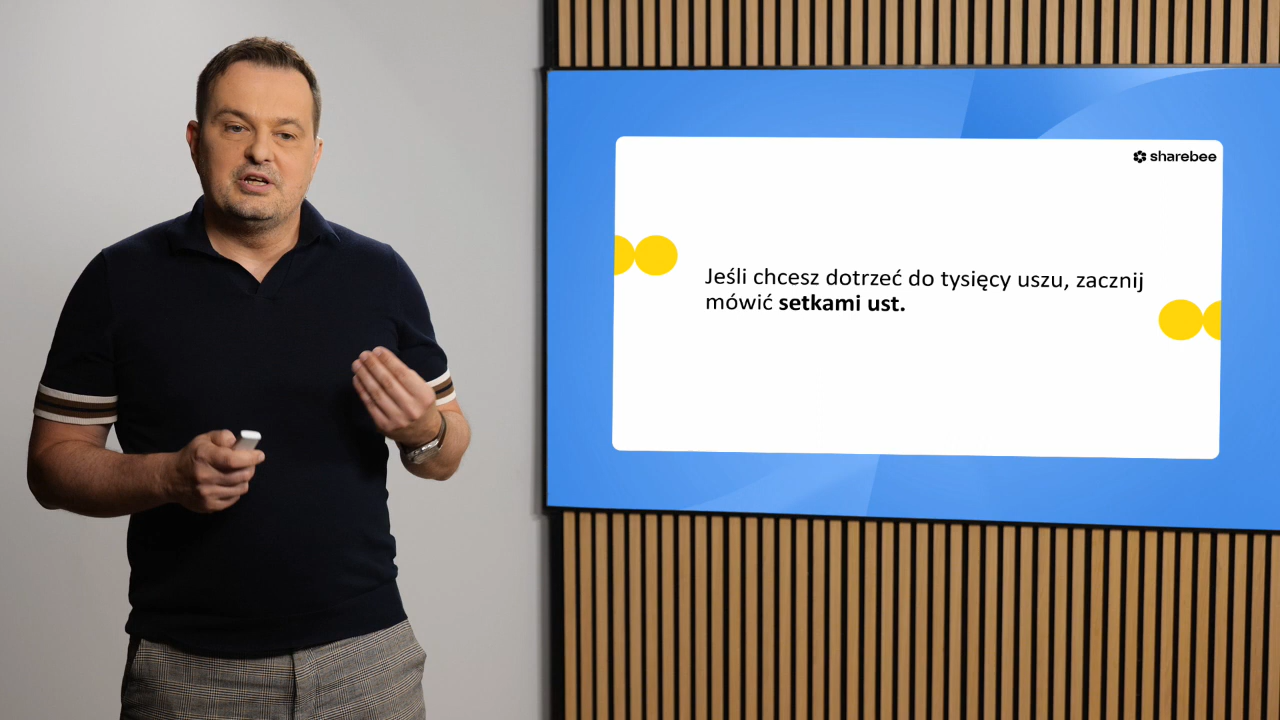 sharebee
Jeśli chcesz dotrzeć do tysięcy uszu, zacznij
mówić setkami ust.